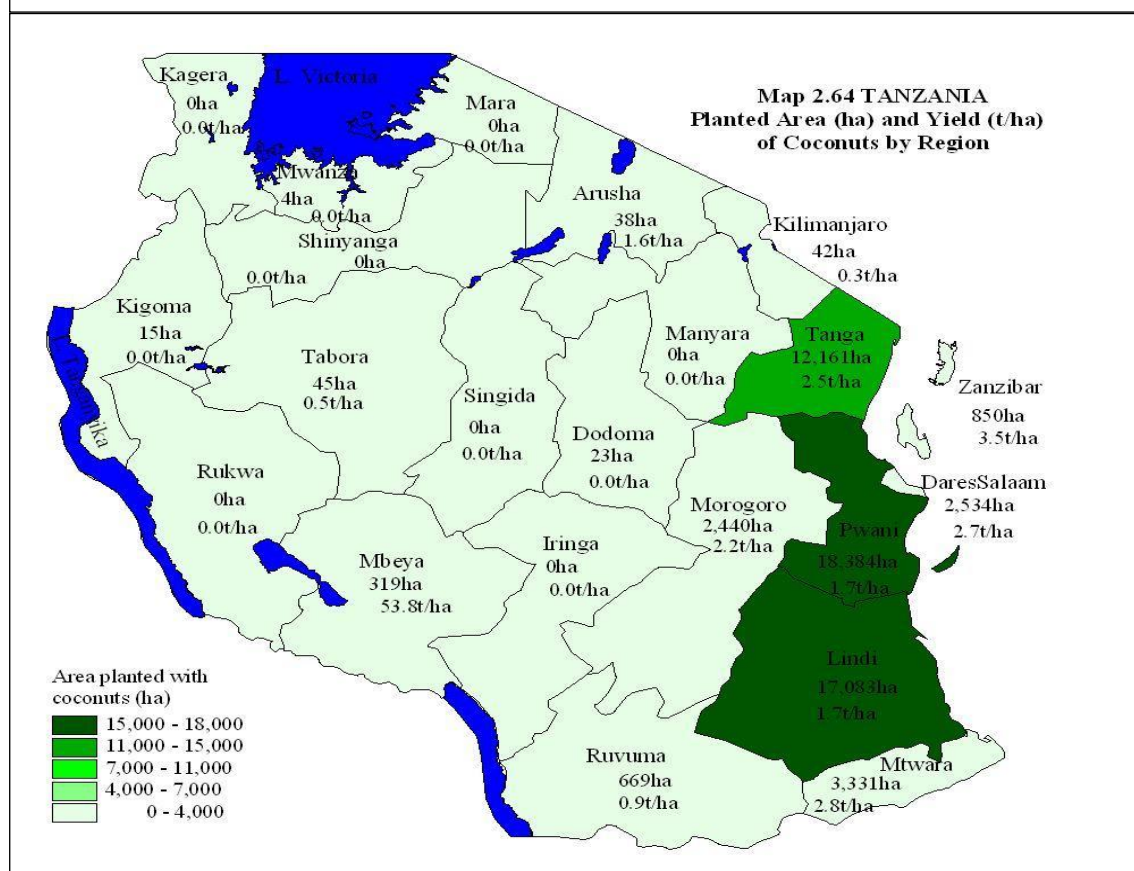 Map 2.64 TANZANIA
Planted Area (ha) and Yield (t/ha)
of Coconuts by Region
Kagera
0ha
0.0t/ha
L. Victoria
Mara
0ha
0.0t/ha
Mwanza
4ha
0.0t/ha
Arusha
38ha
1.6t/ha
Kilimanjaro
42ha
0.3t/ha
Shinyanga
0ha
0.0t/ha
Kigoma
15ha
0.0t/ha
Tabora
45ha
0.5t/ha
Singida
0ha
0.0t/ha
Manyara
0ha
0.0t/ha
Tanga
12,161ha
2.5t/ha
Zanzibar
850ha
3.5t/ha
Dodoma
23ha
0.0t/ha
Rukwa
0ha
0.0t/ha
DaresSalaam
2,534ha
2.7t/ha
Morogoro
2,440ha
2.2t/ha
Pwani
18,384ha
1.7t/ha
Mbeya
319ha
53.8t/ha
Iringa
0ha
0.0t/ha
Lindi
17,083ha
1.7t/ha
Ruvuma
669ha
0.9t/ha
Mtwara
3,331ha
2.8t/ha
Area planted with
coconuts (ha)
15,000 - 18,000
11,000 - 15,000
7,000 - 11,000
4,000 - 7,000
0 - 4,000